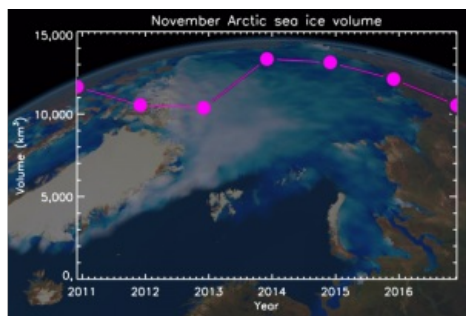 November Arctic sea ice volume
15,000
10,000
5,000
0.
Volume (km³)
2011 2012 2013 2014 2015 2016
Year